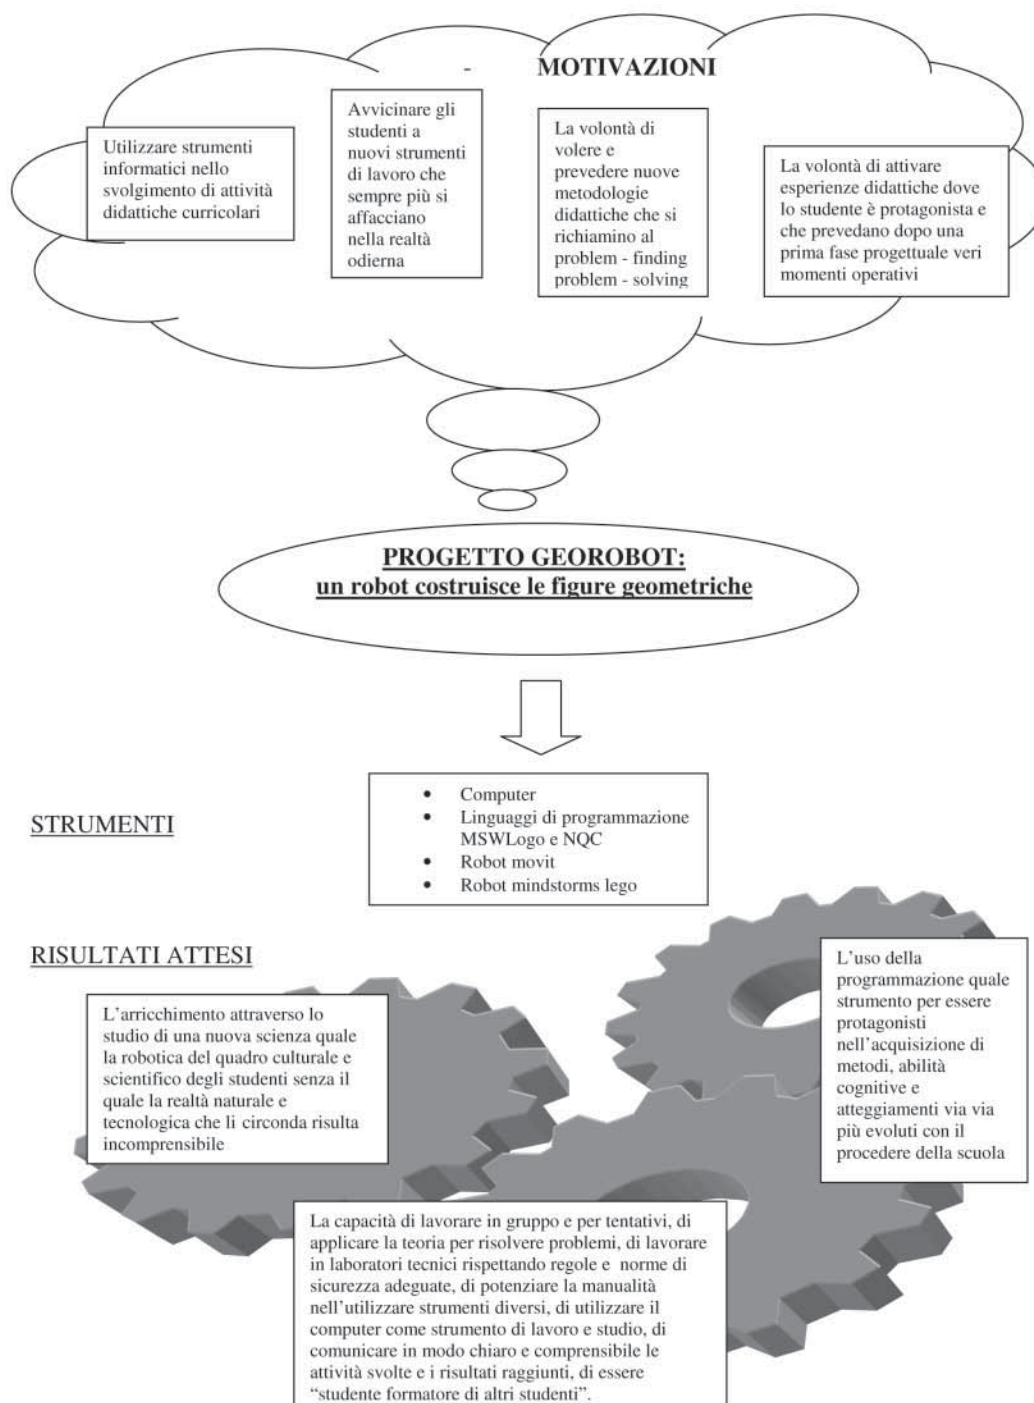 - MOTIVAZIONI
Utilizzare strumenti
informatici nello
svolgimento di attività
didattiche curricolari
Avvicinare gli
studenti a
nuovi strumenti
di lavoro che
sempre più si
affacciano
nella realtà
odierna
La volontà di
volere e
prevedere nuove
metodologie
didattiche che si
richiamino al
problem - finding
problem - solving
La volontà di attivare
esperienze didattiche dove
lo studente è protagonista e
che prevedano dopo una
prima fase progettuale veri
momenti operativi
PROGETTO GEOROBOT:
un robot costruisce le figure geometriche
STRUMENTI
• Computer
• Linguaggi di programmazione
MSWLogo e NQC
• Robot movit
• Robot mindstorms lego
RISULTATI ATTESI
L'arricchimento attraverso lo
studio di una nuova scienza quale
la robotica del quadro culturale e
scientifico degli studenti senza il
quale la realtà naturale e
tecnologica che li circonda risulta
incomprensibile
L'uso della
programmazione quale
strumento per essere
protagonisti
nell'acquisizione di
metodi, abilità
cognitive e
atteggiamenti via via
più evoluti con il
procedere della scuola
La capacità di lavorare in gruppo e per tentativi, di
applicare la teoria per risolvere problemi, di lavorare
in laboratori tecnici rispettando regole e norme di
sicurezza adeguate, di potenziare la manualità
nell'utilizzare strumenti diversi, di utilizzare il
computer come strumento di lavoro e studio, di
comunicare in modo chiaro e comprensibile le
attività svolte e i risultati raggiunti, di essere
"studente formatore di altri studenti".